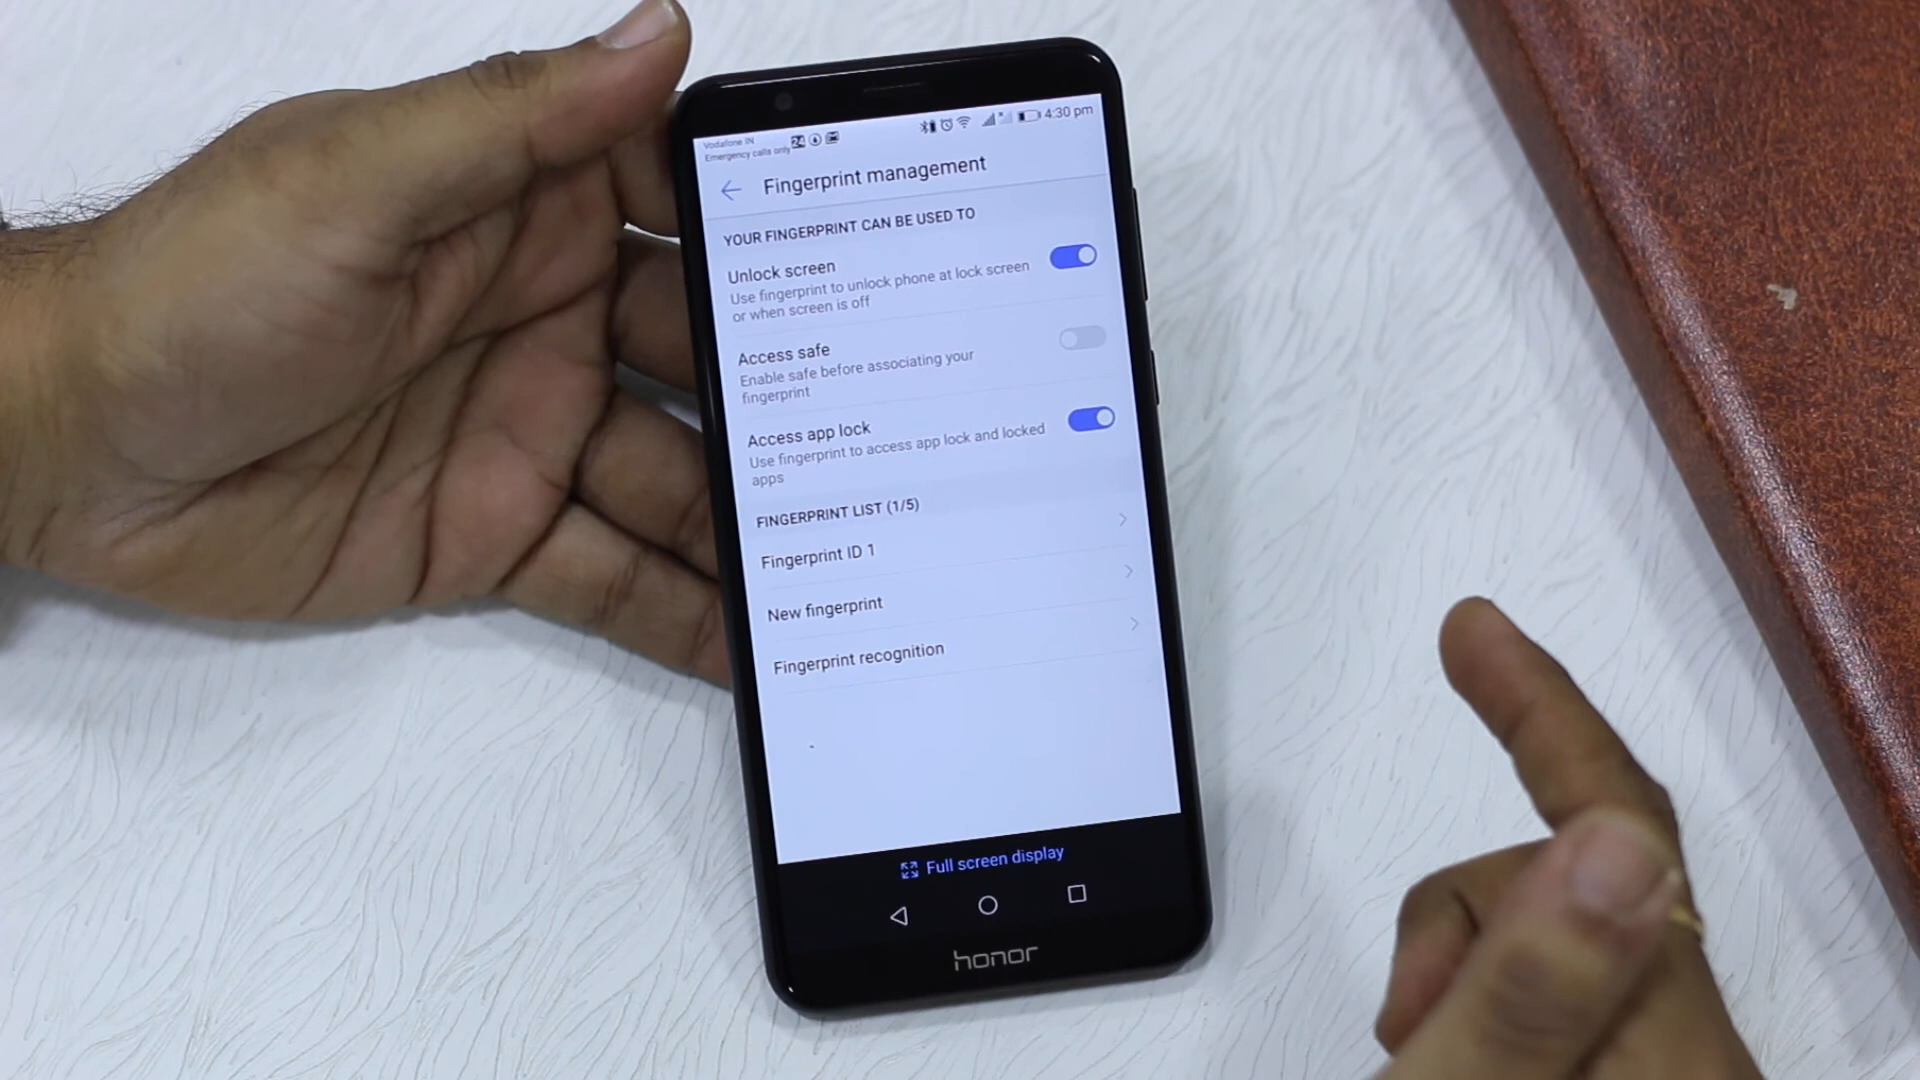 Vodafone IN
Emergency calls only
24
4:30 pm
Fingerprint management
YOUR FINGERPRINT CAN BE USED TO
Unlock screen
Use fingerprint to unlock phone at lock screen
or when screen is off
Access safe
Enable safe before associating your
fingerprint
Access app lock
Use fingerprint to access app lock and locked
apps
FINGERPRINT LIST (1/5)
Fingerprint ID 1
New fingerprint
Fingerprint recognition
Full screen display
honor